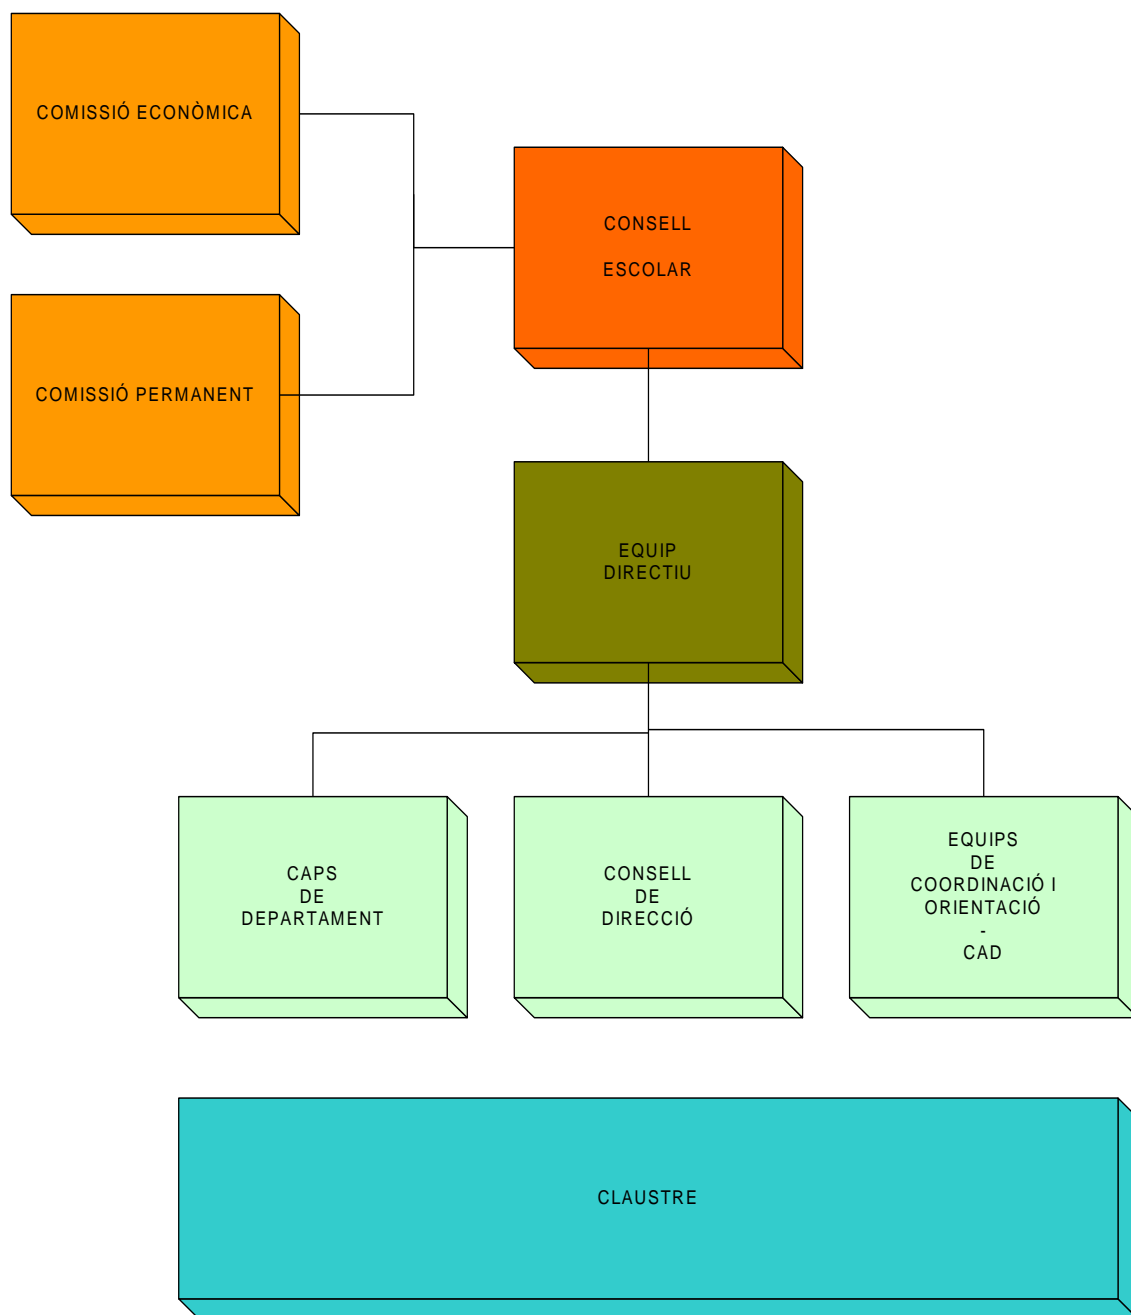 COMISSIÓ ECONÒMICA
CONSELL
ESCOLAR
COMISSIÓ PERMANENT
EQUIP
DIRECTIU
CAPS
DE
DEPARTAMENT
CONSELL
DE
DIRECCIÓ
EQUIPS
DE
COORDINACIÓ I
ORIENTACIÓ
-
CAD
CLAUSTRE